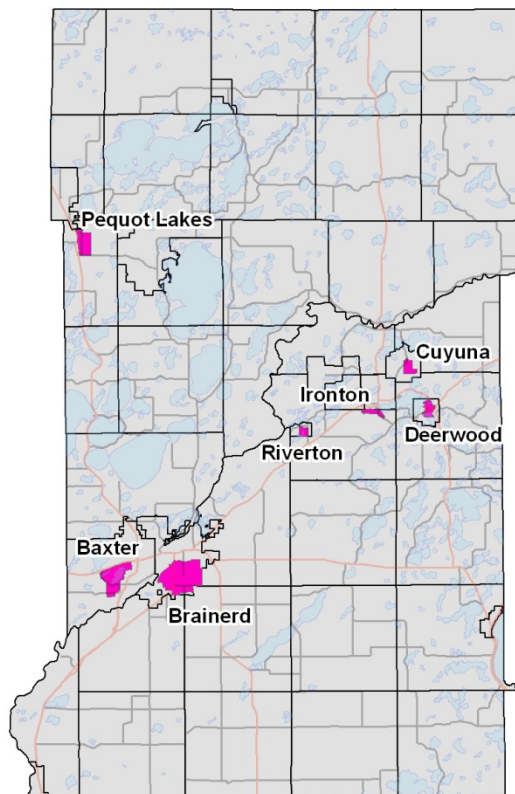 Pequot Lakes
Cuyuna
Ironton
Deerwood
Riverton
Baxter
Brainerd